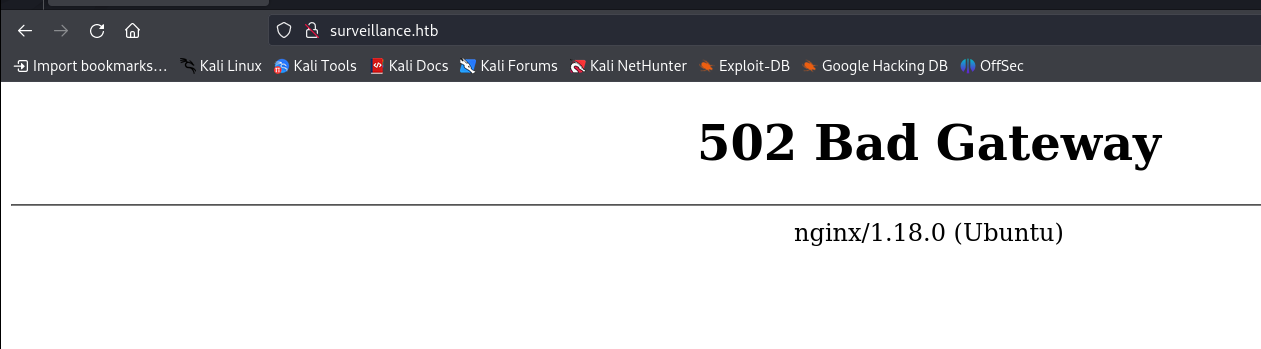 surveillance.htb
Import bookmarks... Kali Linux Kali Tools Kali Docs Kali Forums Kali NetHunter Exploit-DB Google Hacking DB OffSec
502 Bad Gateway
nginx/1.18.0 (Ubuntu)